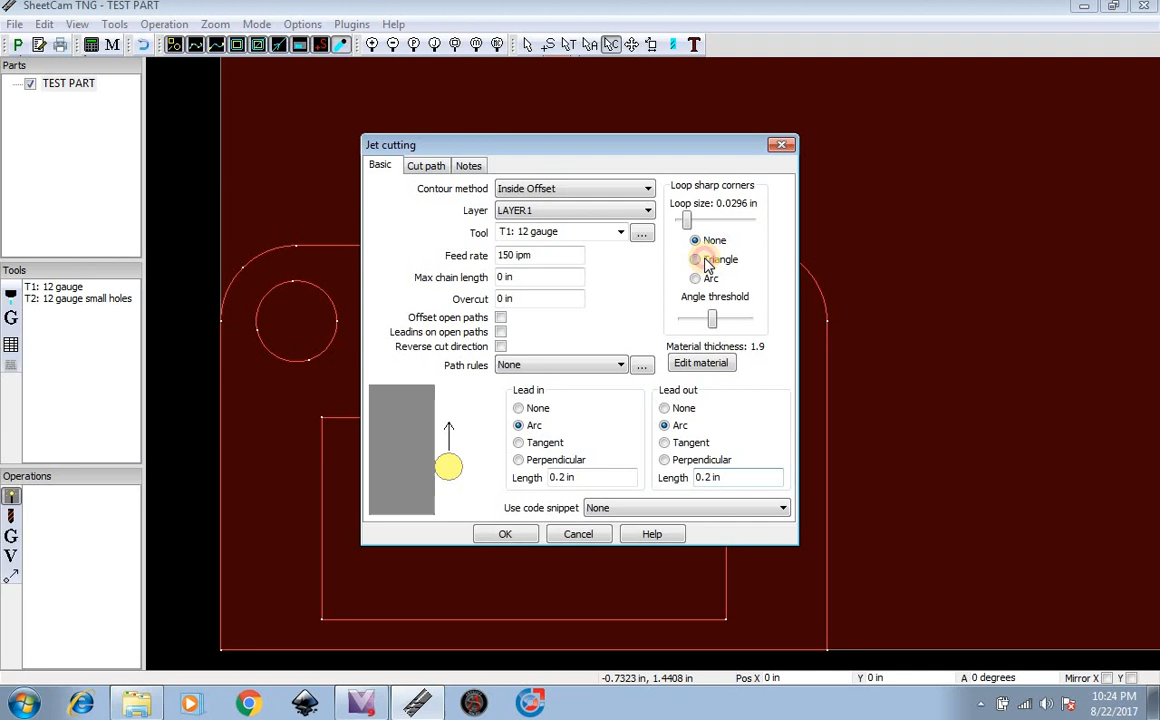 SheetCam TNG - TEST PART
File Edit View Tools Operation Zoom Mode Options Plugins Help
Parts
TEST PART
Tools
T1: 12 gauge
T2: 12 gauge small holes
Operations
Jet cutting
Basic Cut path Notes
Contour method Inside Offset
Layer LAYER1
Tool T1: 12 gauge ...
Feed rate 150 ipm
Max chain length 0 in
Overcut 0 in
Offset open paths
Leadins on open paths
Reverse cut direction
Path rules None ...
Loop sharp corners
Loop size: 0.0296 in
None
Triangle
Arc
Angle threshold
Material thickness: 1.9
Edit material
Lead in
None
Arc
Tangent
Perpendicular
Length 0.2 in
Lead out
None
Arc
Tangent
Perpendicular
Length 0.2 in
Use code snippet None
OK Cancel Help
-0.7323 in, 1.4408 in Pos X 0 in Y 0 in A 0 degrees Mirror X Y
10:24 PM
8/22/2017